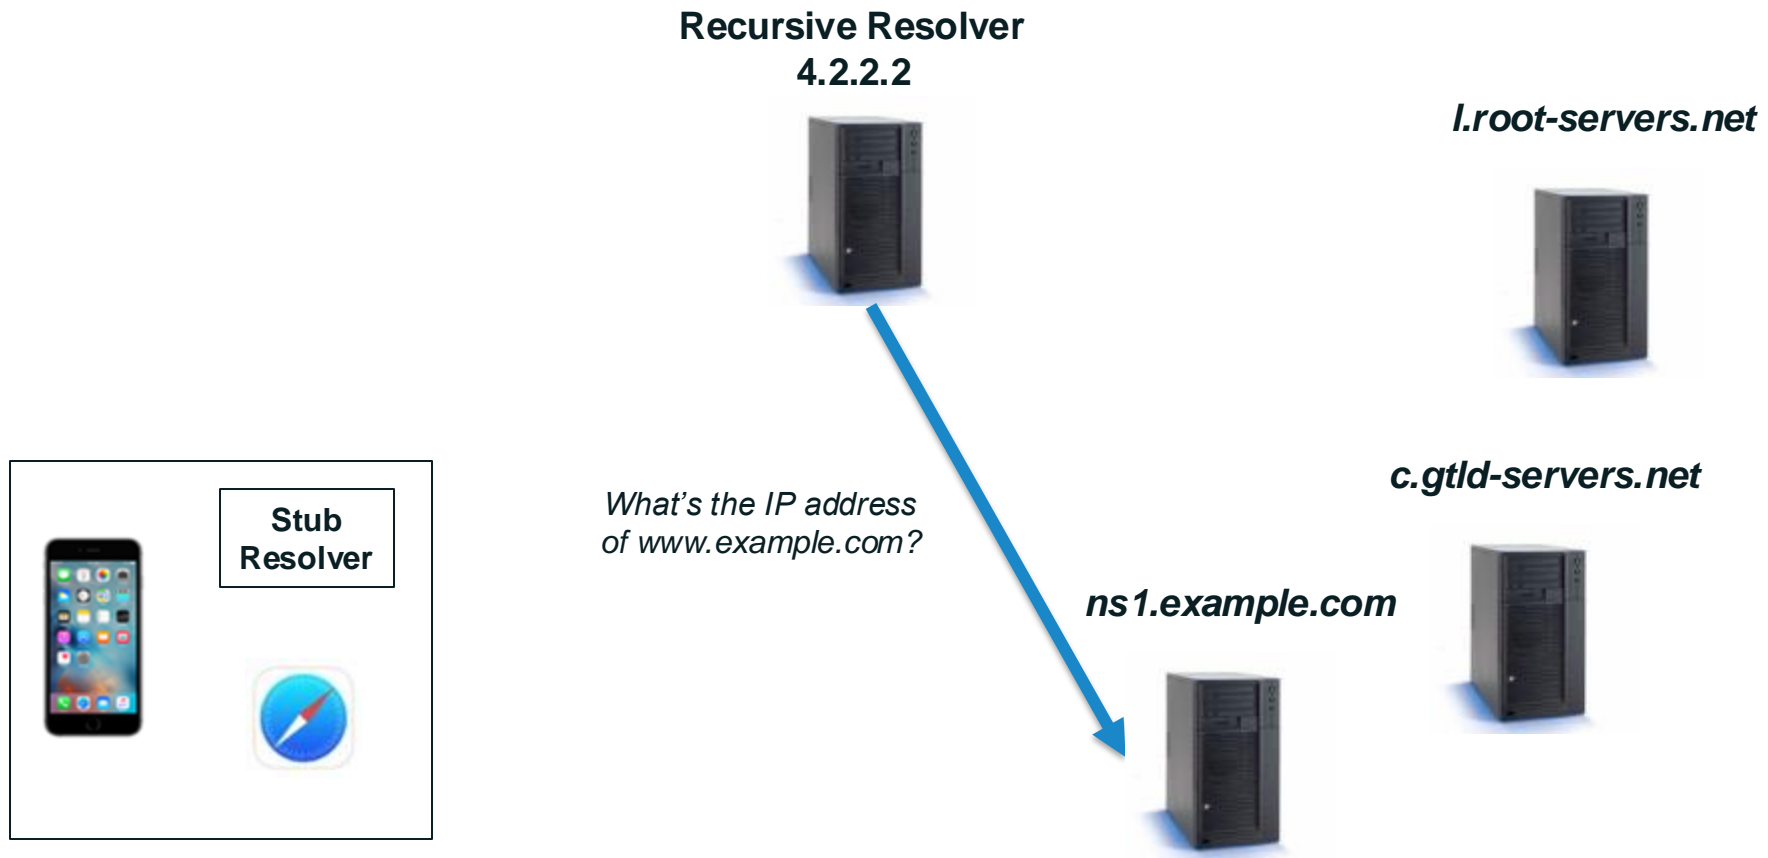 Recursive Resolver
4.2.2.2
l.root-servers.net
c.gtld-servers.net
Stub
Resolver
What's the IP address
of www.example.com?
ns1.example.com